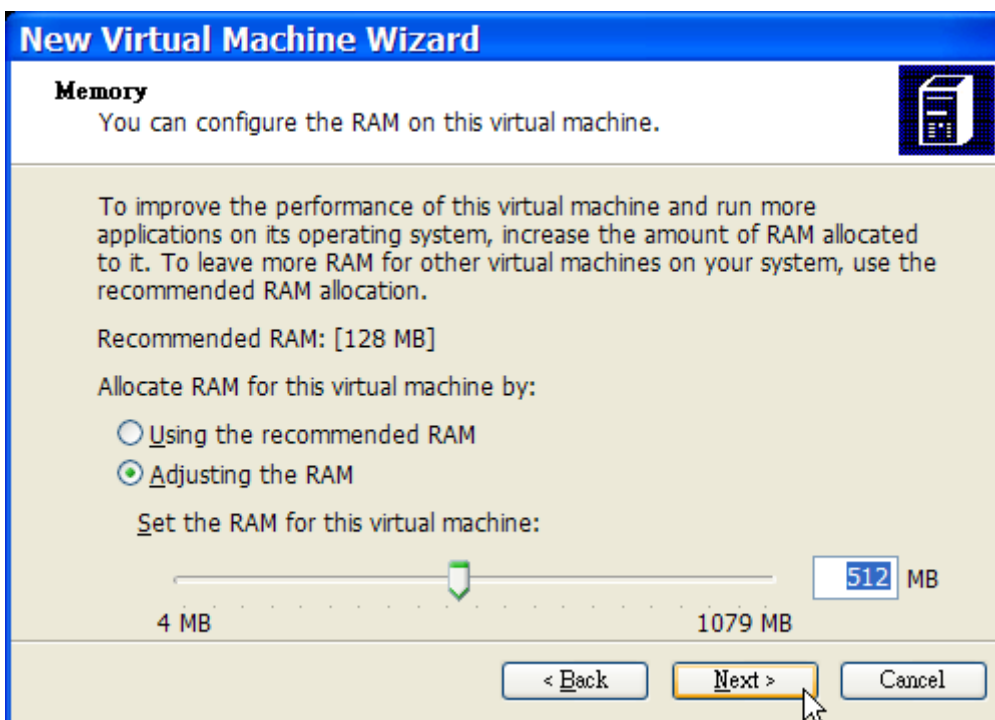 New Virtual Machine Wizard
Memory
You can configure the RAM on this virtual machine.
To improve the performance of this virtual machine and run more
applications on its operating system, increase the amount of RAM allocated
to it. To leave more RAM for other virtual machines on your system, use the
recommended RAM allocation.
Recommended RAM: [128 MB]
Allocate RAM for this virtual machine by:
Using the recommended RAM
Adjusting the RAM
Set the RAM for this virtual machine:
512 MB
4 MB 1079 MB
< Back Next > Cancel